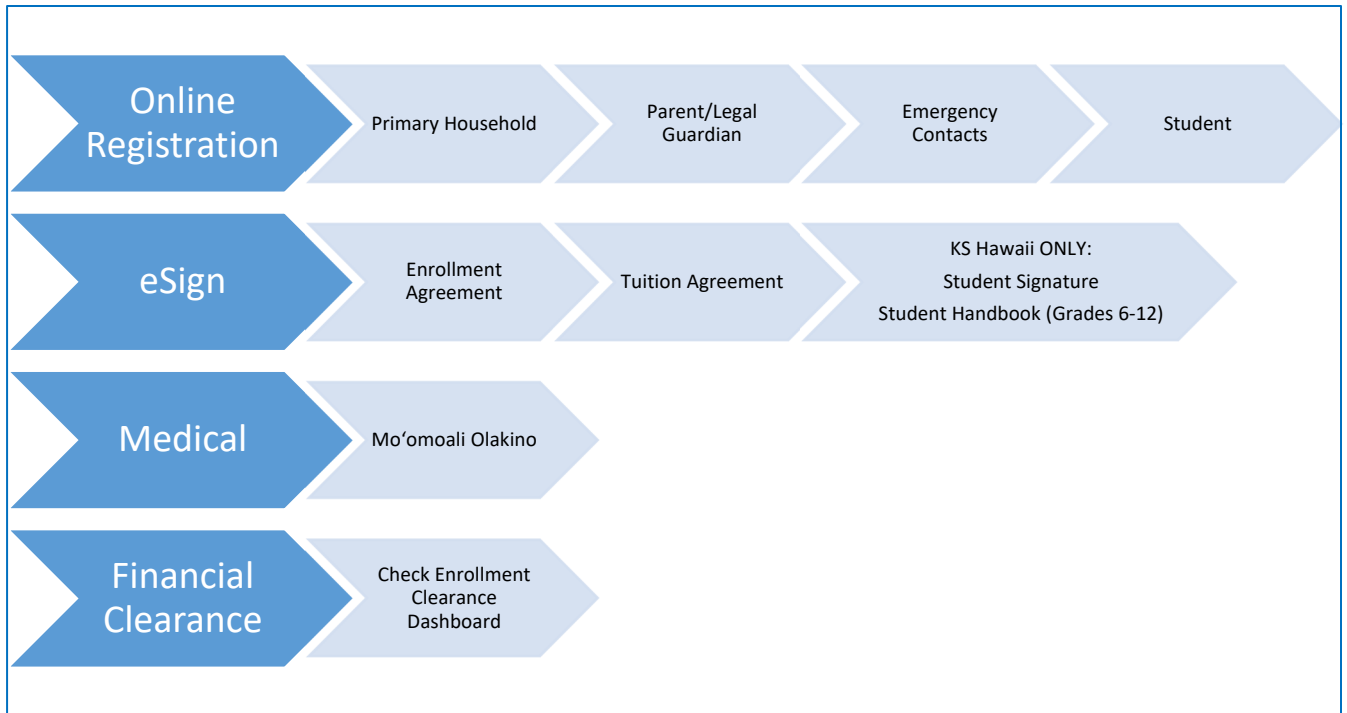 Online
Registration
Primary Household
Parent/Legal
Guardian
Emergency
Contacts
Student
eSign
Enrollment
Agreement
Tuition Agreement
KS Hawaii ONLY:
Student Signature
Student Handbook (Grades 6-12)
Medical
Moʻomoali Olakino
Financial
Clearance
Check Enrollment
Clearance
Dashboard